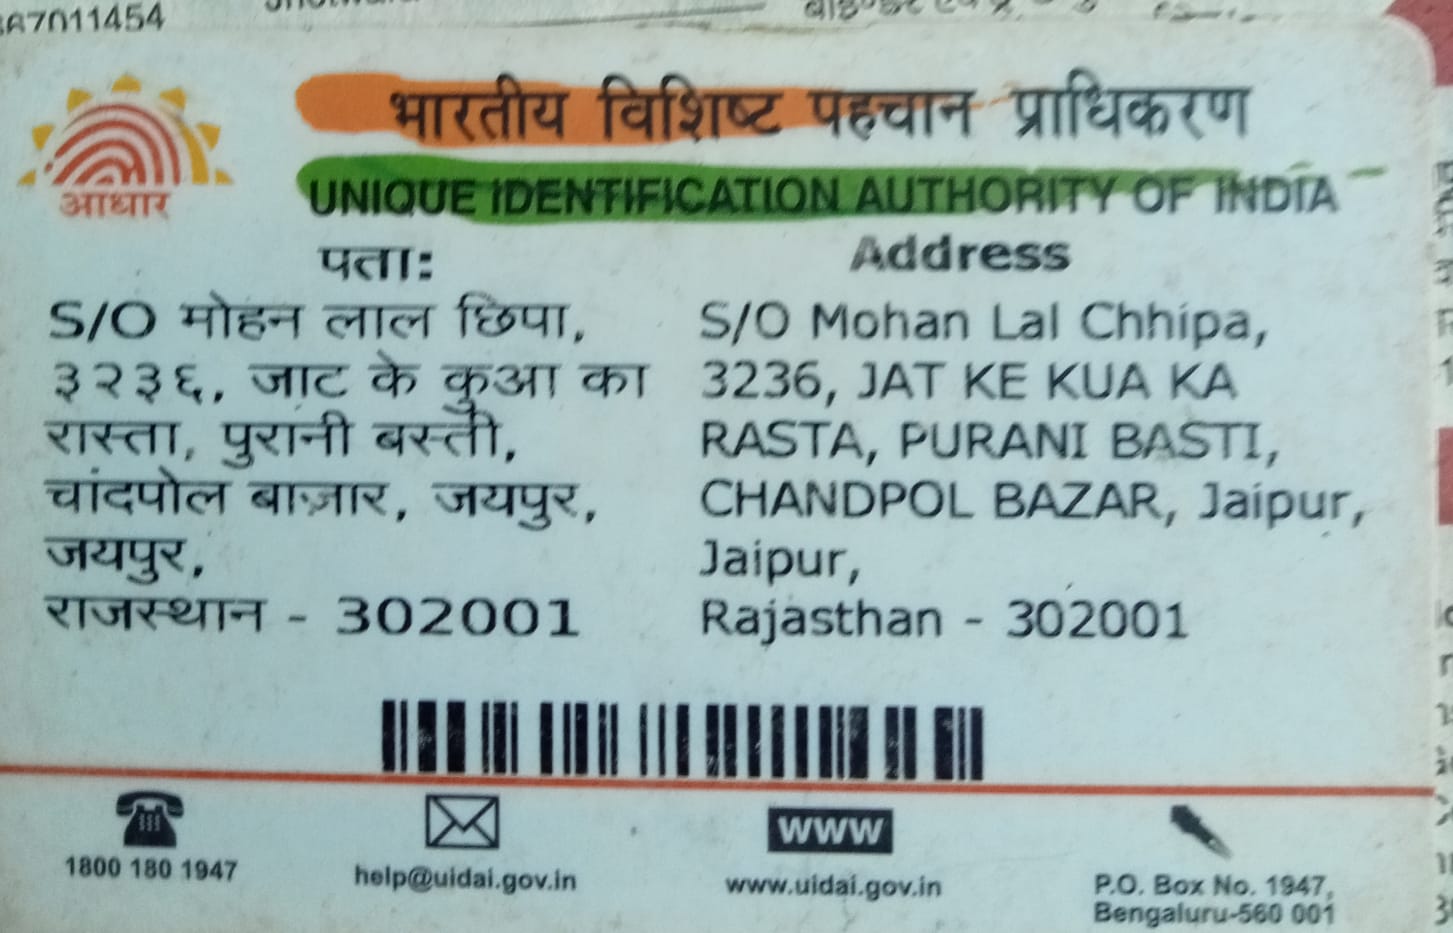 67011454
भारतीय विशिष्ट पहचान प्राधिकरण
आधार
UNIQUE IDENTIFICATION AUTHORITY OF INDIA
पता:
S/O मोहन लाल छिपा,
३२३६, जाट के कुआ का
रास्ता, पुरानी बस्ती,
चांदपोल बाज़ार, जयपुर,
जयपुर,
राजस्थान - 302001
Address
S/O Mohan Lal Chhipa,
3236, JAT KE KUA KA
RASTA, PURANI BASTI,
CHANDPOL BAZAR, Jaipur,
Jaipur,
Rajasthan - 302001
1800 180 1947
help@uidai.gov.in
www
www.uidai.gov.in
P.O. Box No. 1947,
Bengaluru-560 001